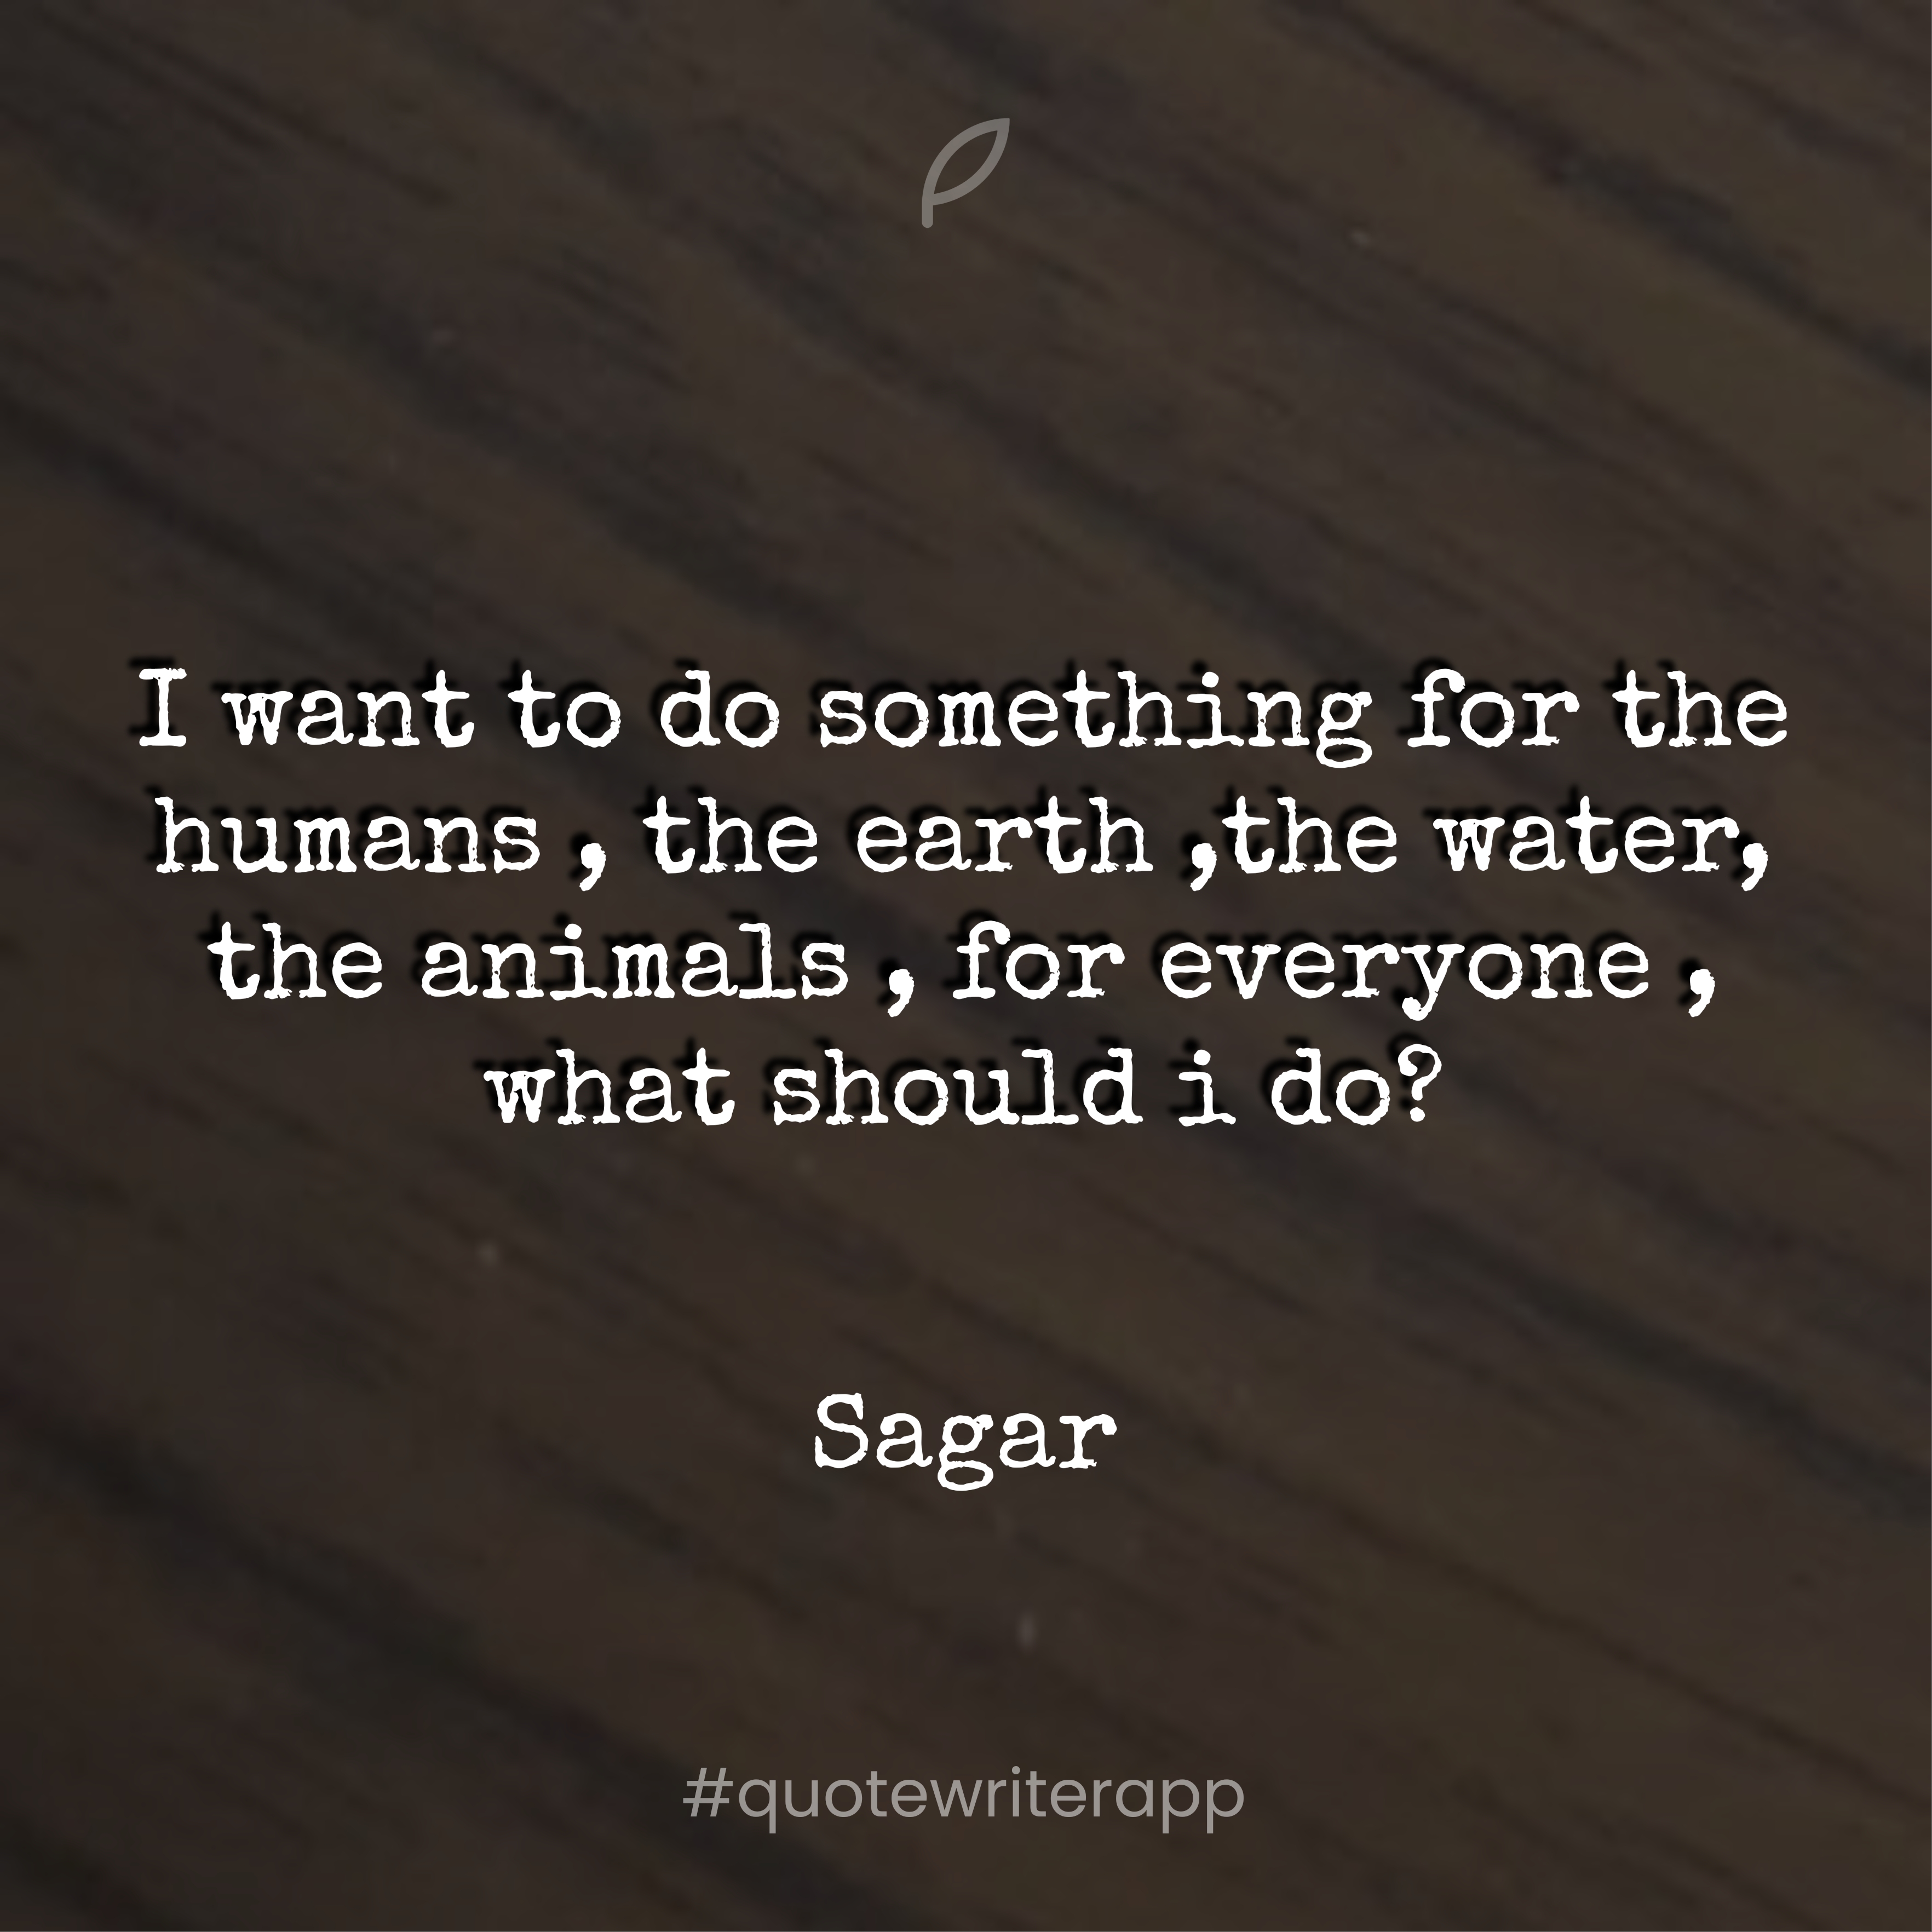 I want to do something for the
humans , the earth ,the water,
the animals , for everyone ,
what should i do?
Sagar
#quotewriterapp